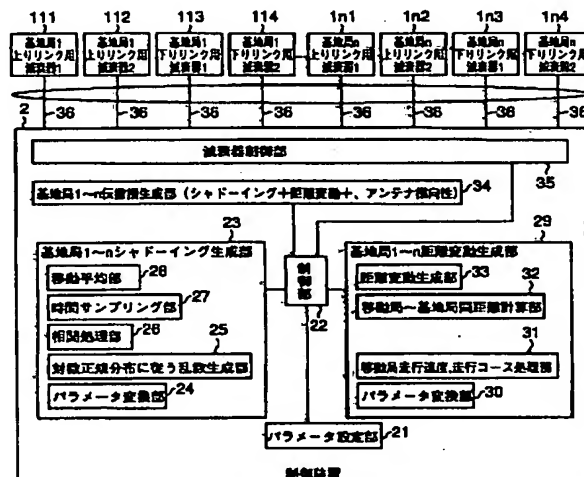 111 112 113 114 1n1 1n2 1n3 1n4
基地局1 上りリンク用 減衰器1
基地局1 上りリンク用 減衰器2
基地局1 下りリンク用 減衰器1
基地局1 下りリンク用 減衰器2
基地局n 上りリンク用 減衰器1
基地局n 上りリンク用 減衰器2
基地局n 下りリンク用 減衰器1
基地局n 下りリンク用 減衰器2
2 36 36 36 36 36 36 36 36
減衰器制御部
35
基地局1~n伝搬損生成部(シャドーイング+距離変動+、アンテナ指向性)
34
23
基地局1~nシャドーイング生成部
移動平均部 28
時間サンプリング部 27
相関処理部 26
25
対数正規分布に従う乱数生成部
パラメータ変換部 24
制御部
22
29
基地局1~n距離変動生成部
距離変動生成部 33
32
移動局~基地局間距離計算部
31
移動局走行速度,走行コース処理部
パラメータ変換部 30
パラメータ設定部 21
制御装置